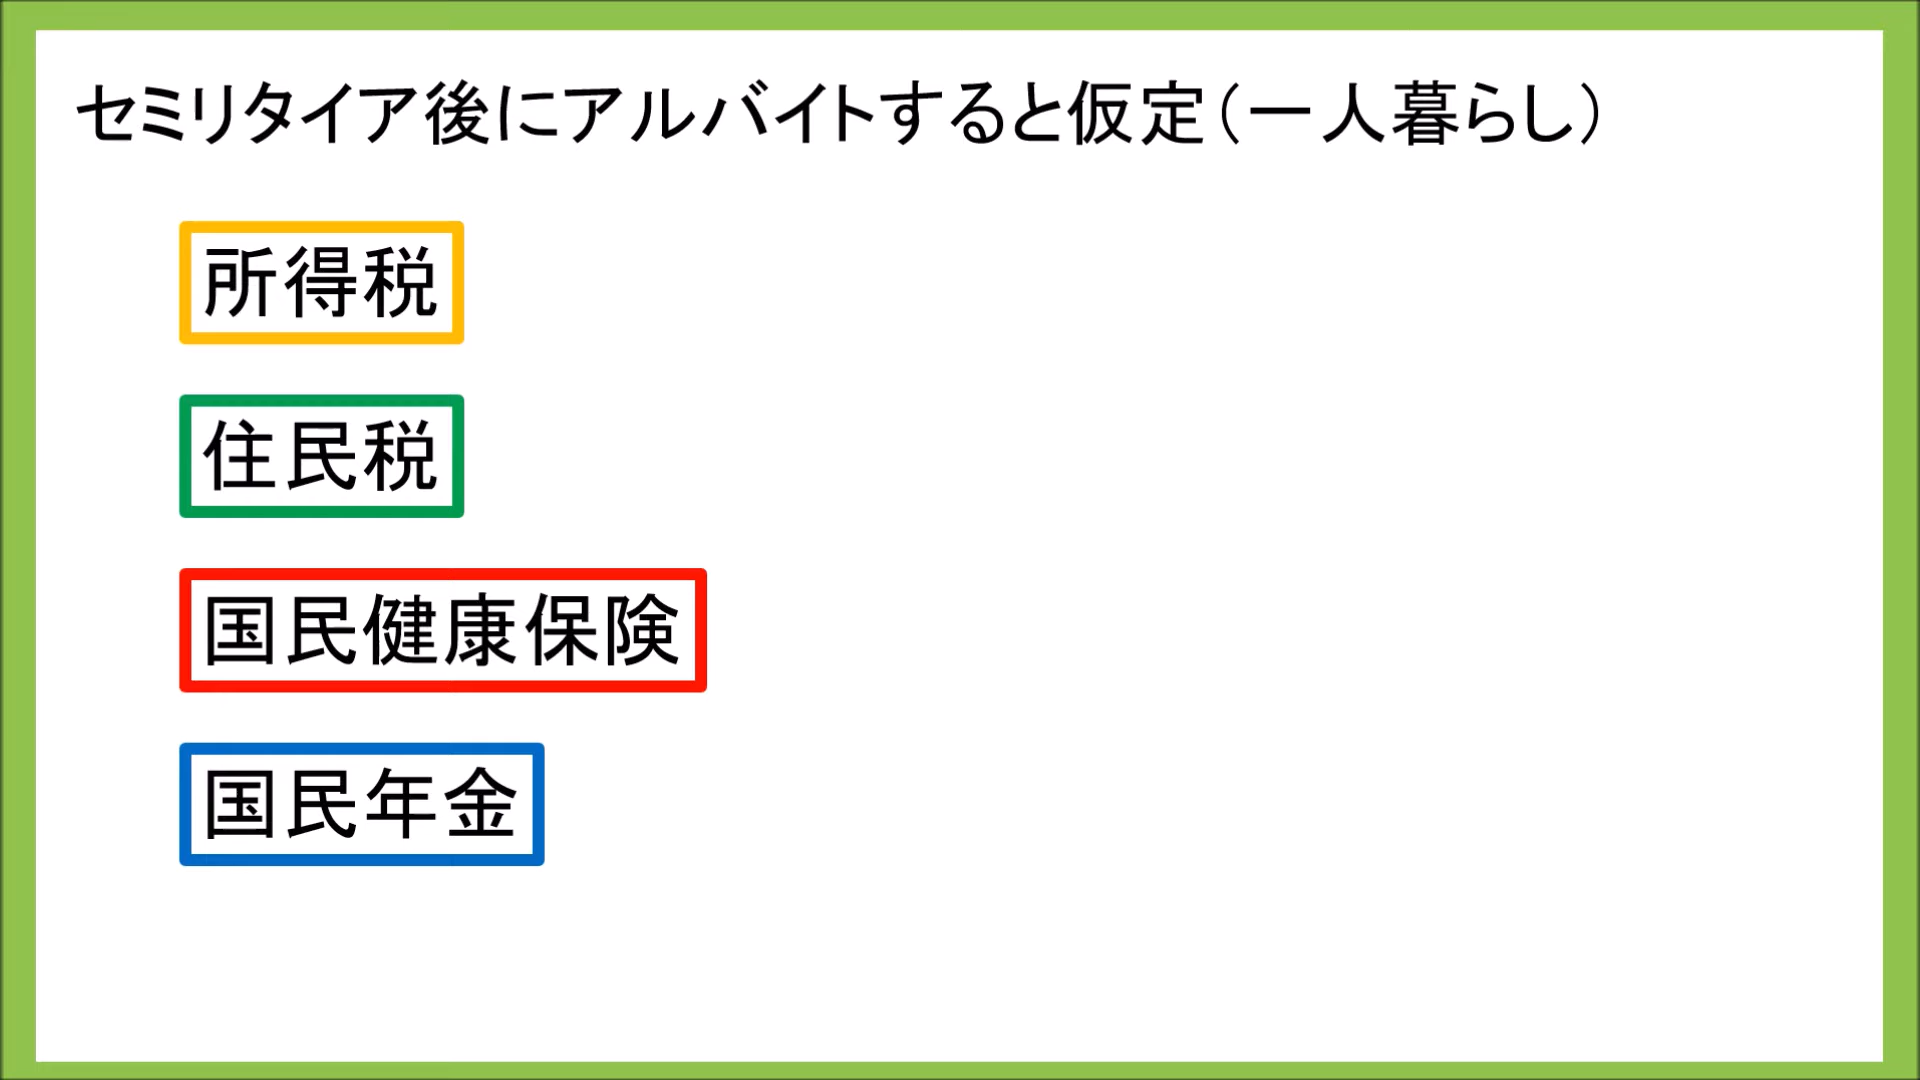 セミリタイア後にアルバイトすると仮定(一人暮らし)
所得税
住民税
国民健康保険
国民年金